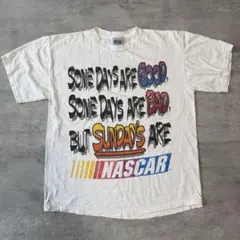 SOME DAYS ARE GOOD.
SOME DAYS ARE BAD.
BUT SUNDAYS ARE
NASCAR